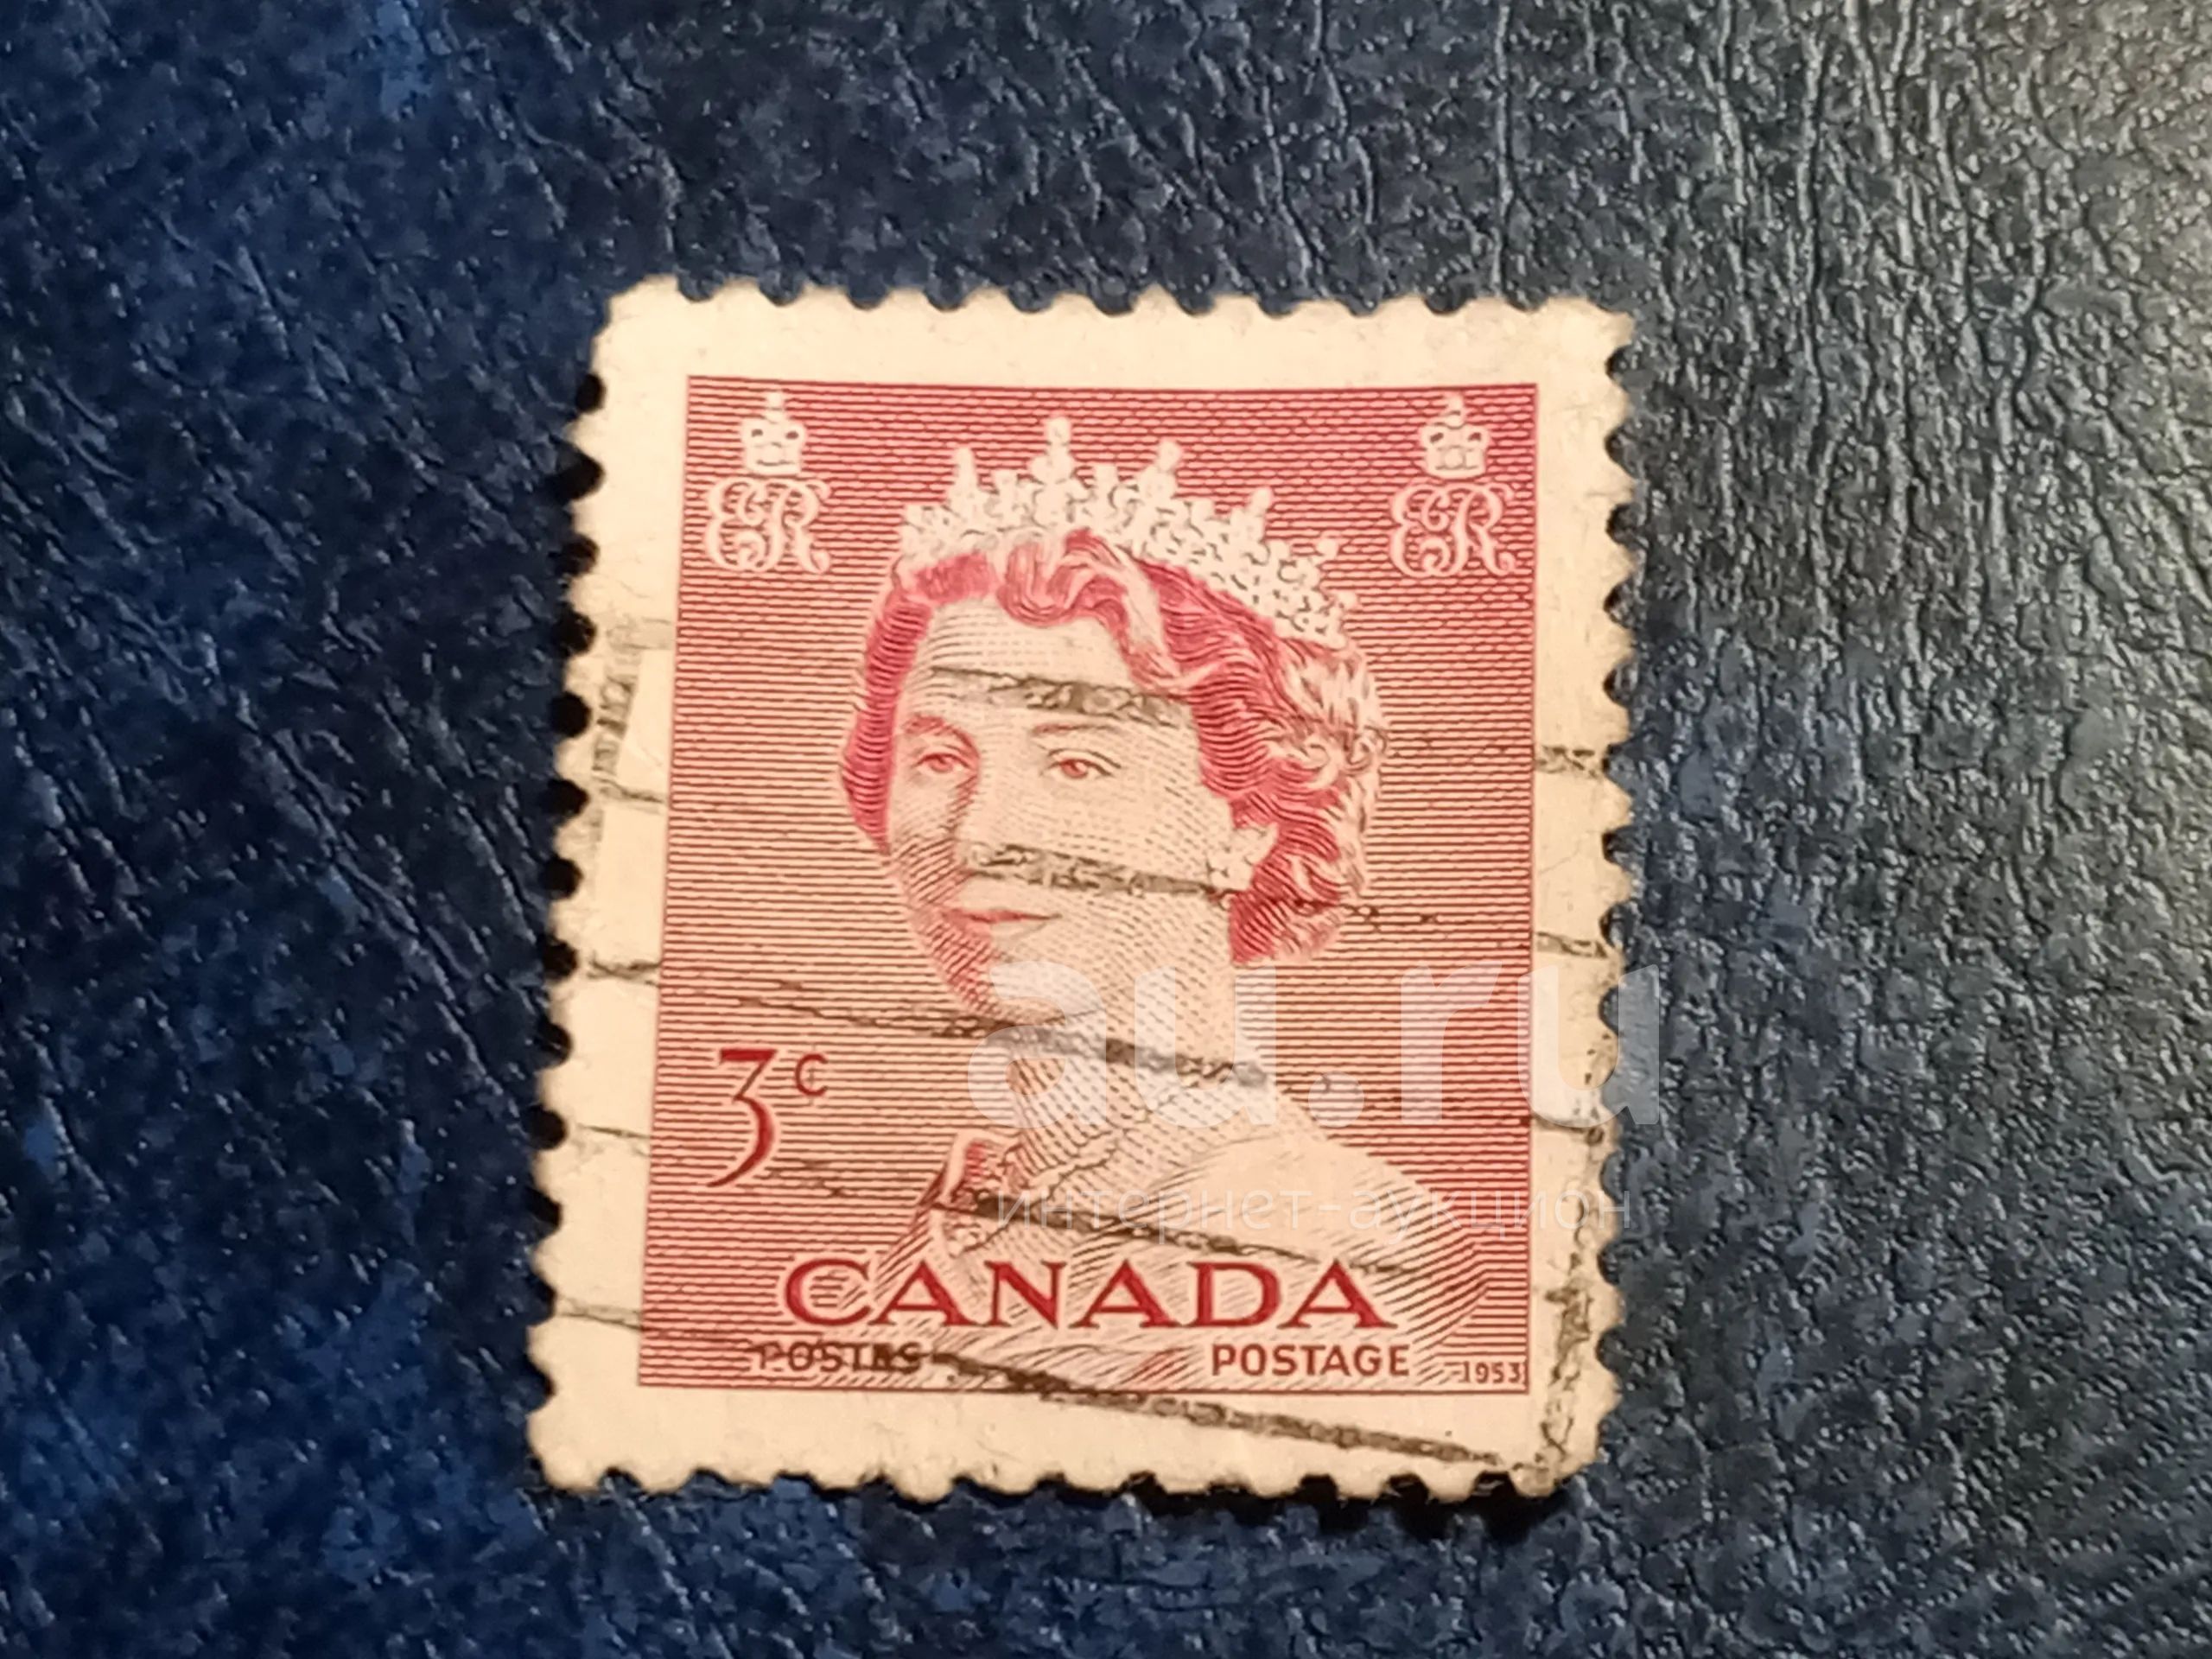 ER ER
3c
CANADA
POSTES POSTAGE 1953
au.ru
интернет-аукцион